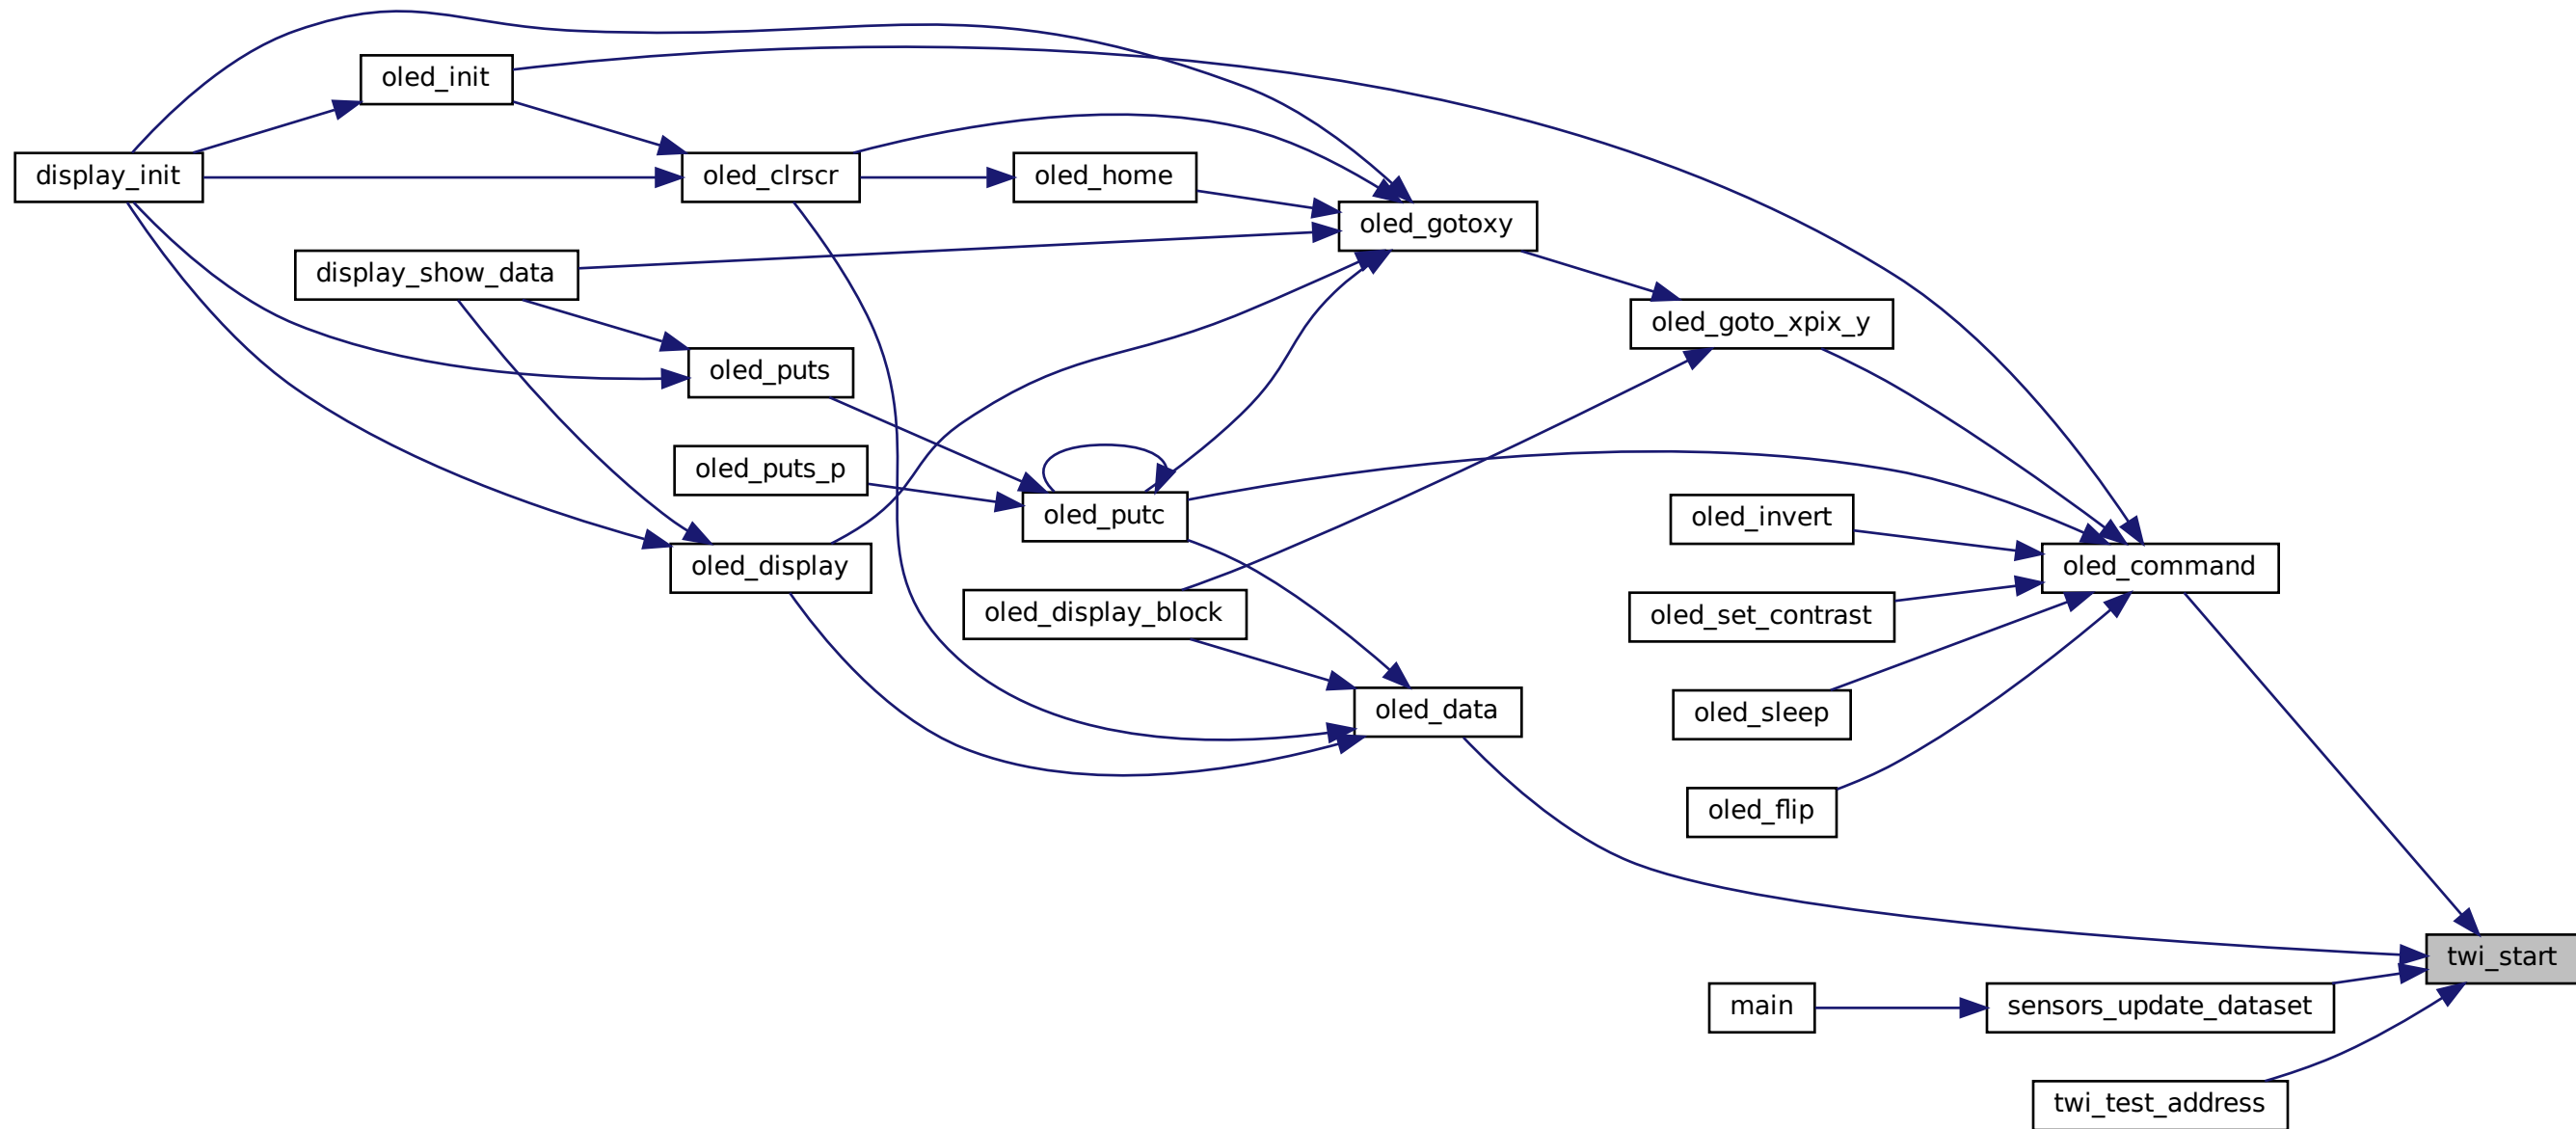 oled_init
display_init
oled_clrscr
oled_home
oled_gotoxy
display_show_data
oled_goto_xpix_y
oled_puts
oled_puts_p
oled_putc
oled_invert
oled_display
oled_command
oled_display_block
oled_set_contrast
oled_data
oled_sleep
oled_flip
twi_start
main
sensors_update_dataset
twi_test_address